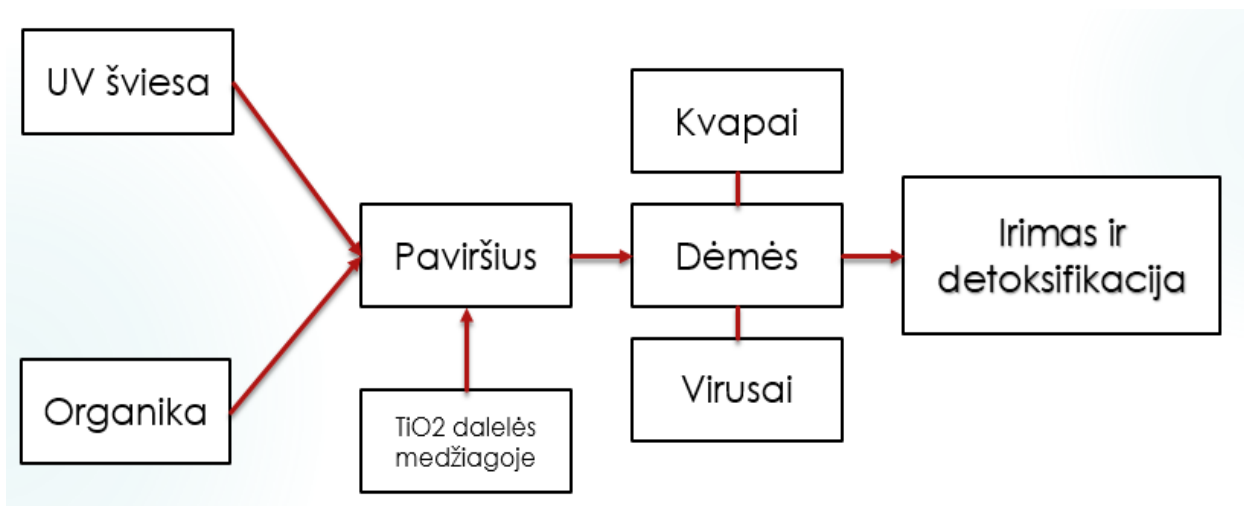 UV šviesa
Organika
Paviršius
TiO2 dalelės
medžiagoje
Kvapai
Dėmės
Virusai
Irimas ir
detoksifikacija